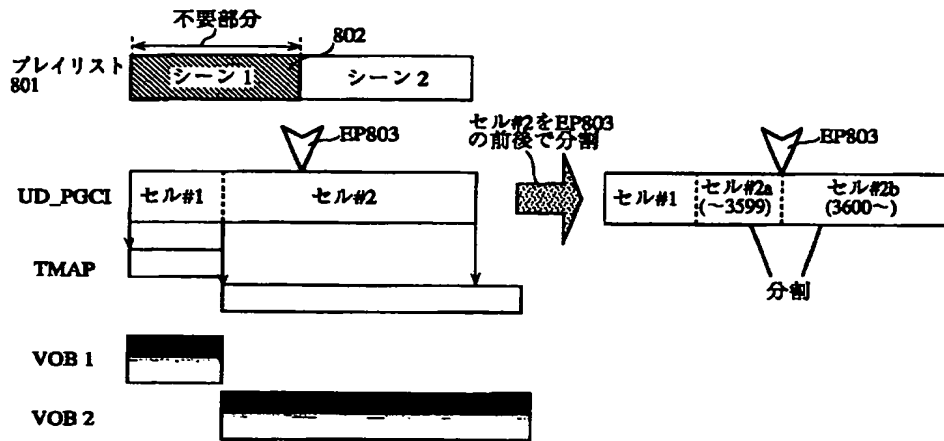 不要部分
802
プレイリスト
801
シーン 1
シーン 2
EP803
セル#2をEP803
の前後で分割
EP803
UD_PGCI
セル#1
セル#2
セル#1
セル#2a
(～3599)
セル#2b
(3600～)
TMAP
分割
VOB 1
VOB 2